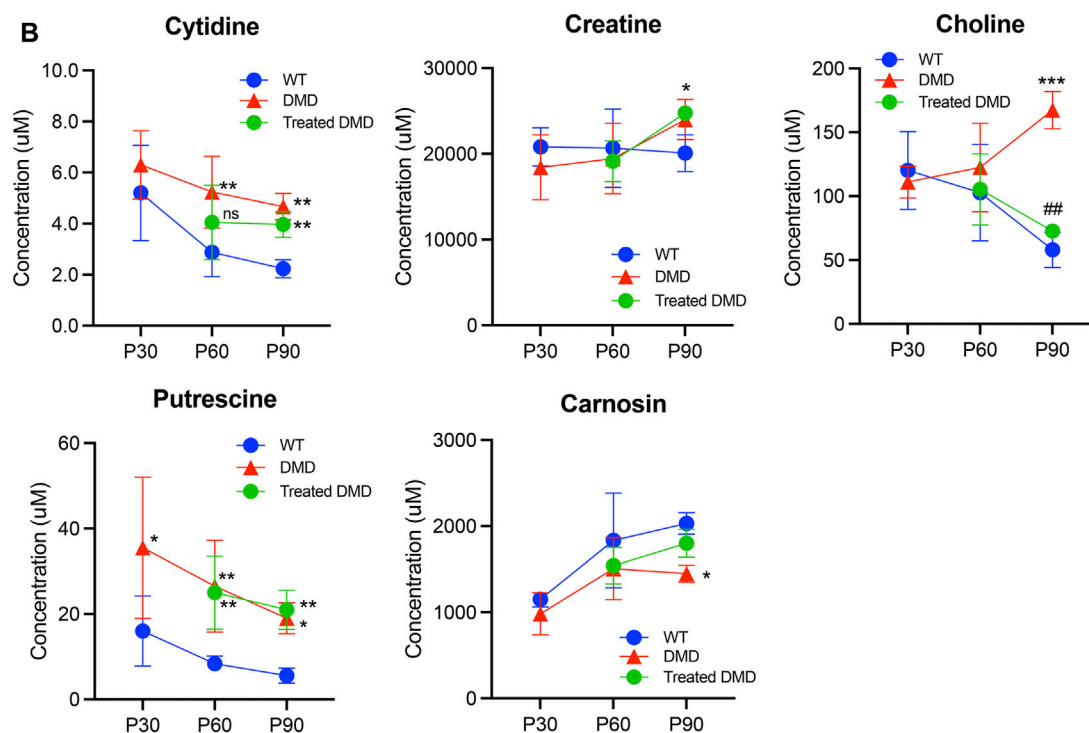 B
Cytidine
Concentration (uM)
10.0
8.0
6.0
4.0
2.0
0.0
WT
DMD
Treated DMD
**
ns
**
**
P30 P60 P90
Creatine
Concentration (uM)
30000
20000
10000
0
*
WT
DMD
Treated DMD
P30 P60 P90
Choline
Concentration (uM)
200
150
100
50
0
WT
DMD
Treated DMD
***
##
P30 P60 P90
Putrescine
Concentration (uM)
60
40
20
0
WT
DMD
Treated DMD
*
**
**
**
*
P30 P60 P90
Carnosin
Concentration (uM)
3000
2000
1000
0
*
WT
DMD
Treated DMD
P30 P60 P90